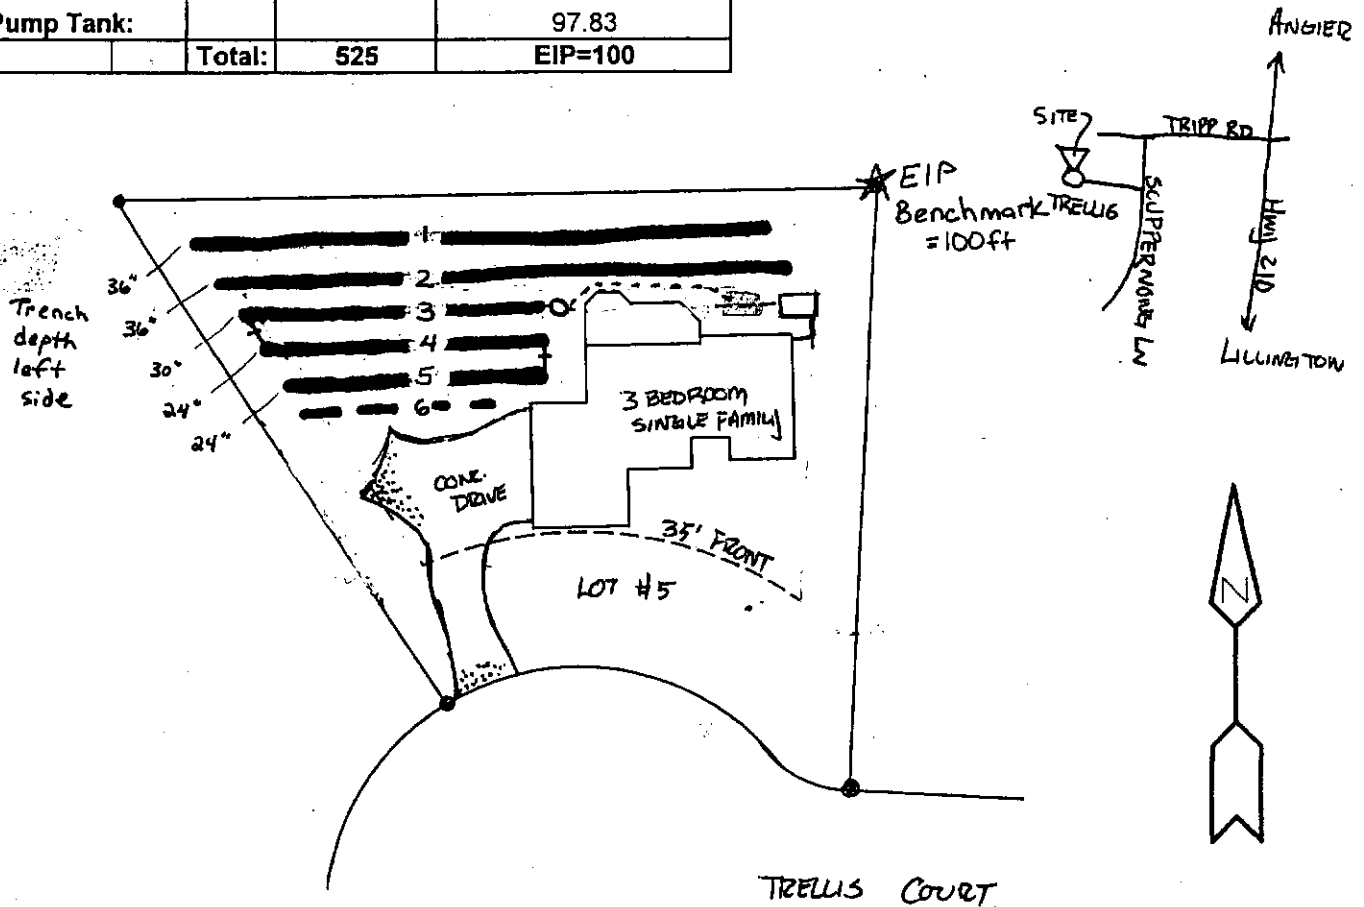 Pump Tank: 97.83
Total: 525 EIP=100
ANGIER
SITE
TRIPP RD
TRELLIS
SCUPPERNONG LN
Hwy 210
LILLINGTON
EIP
Benchmark
=100ft
1
2
3
4
5
6
36"
36"
30"
24"
24"
Trench
depth
left
side
3 BEDROOM
SINGLE FAMILY
CONC.
DRIVE
35' FRONT
LOT #5
N
TRELLIS COURT